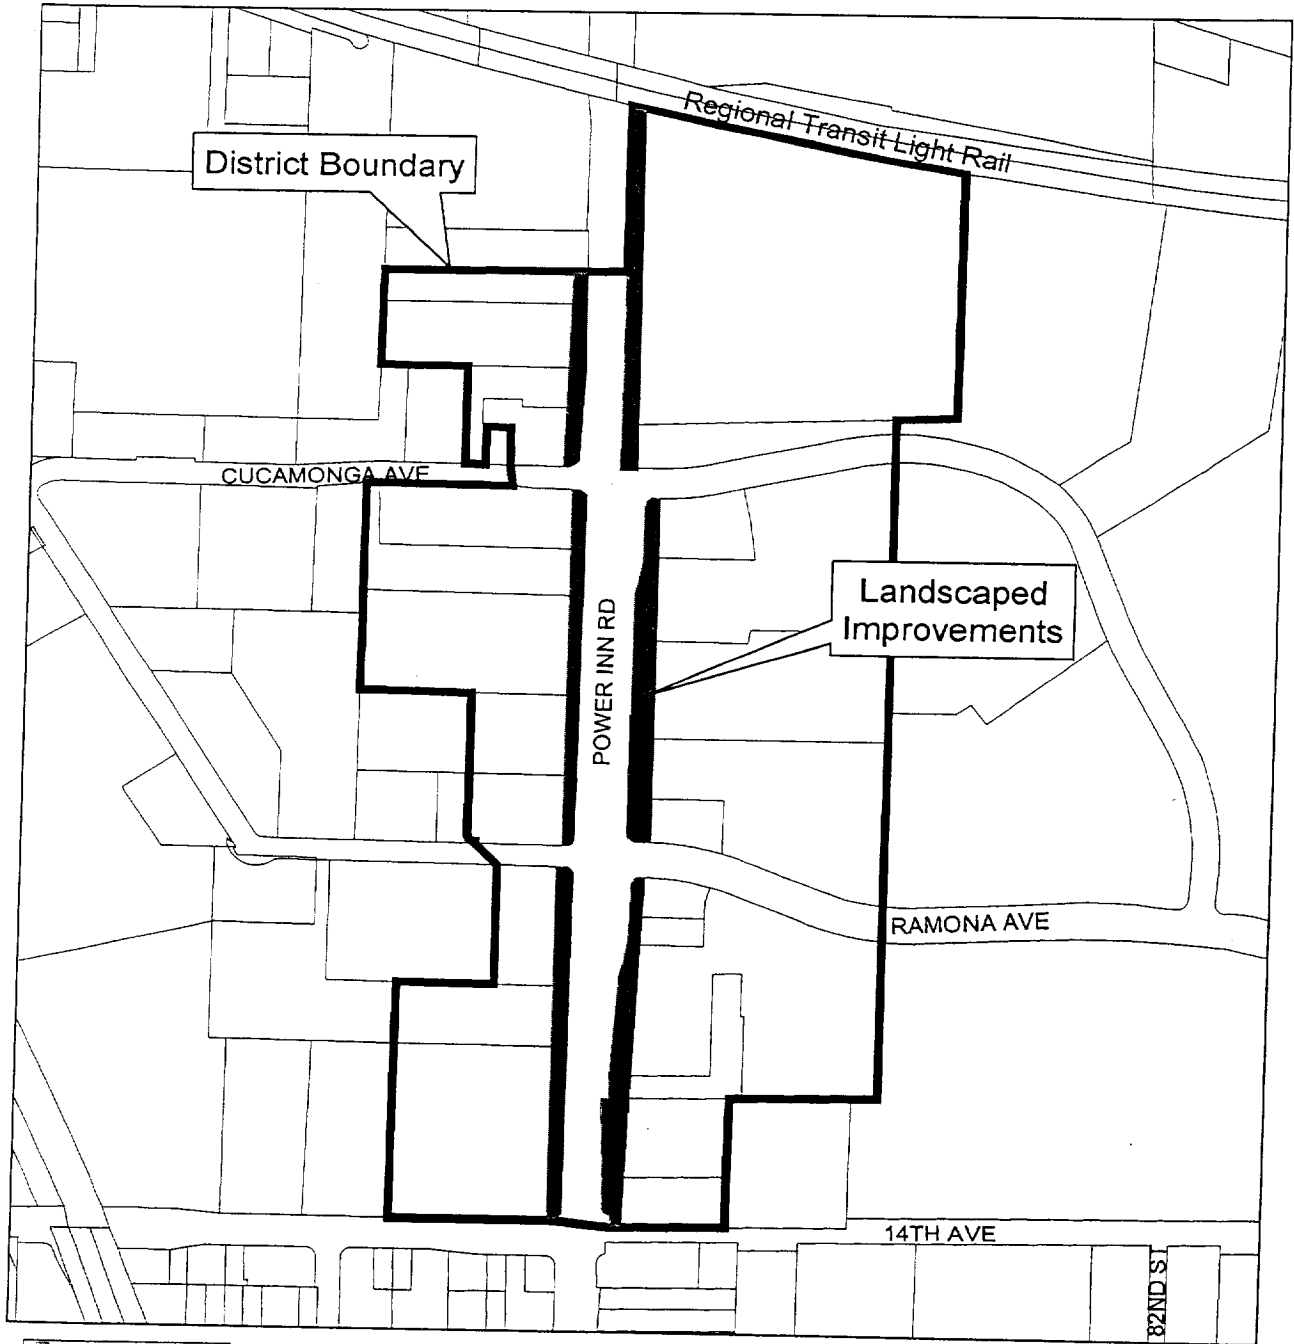 Regional Transit Light Rail
District Boundary
CUCAMONGA AVE
Landscaped
Improvements
POWER INN RD
RAMONA AVE
14TH AVE
82ND ST